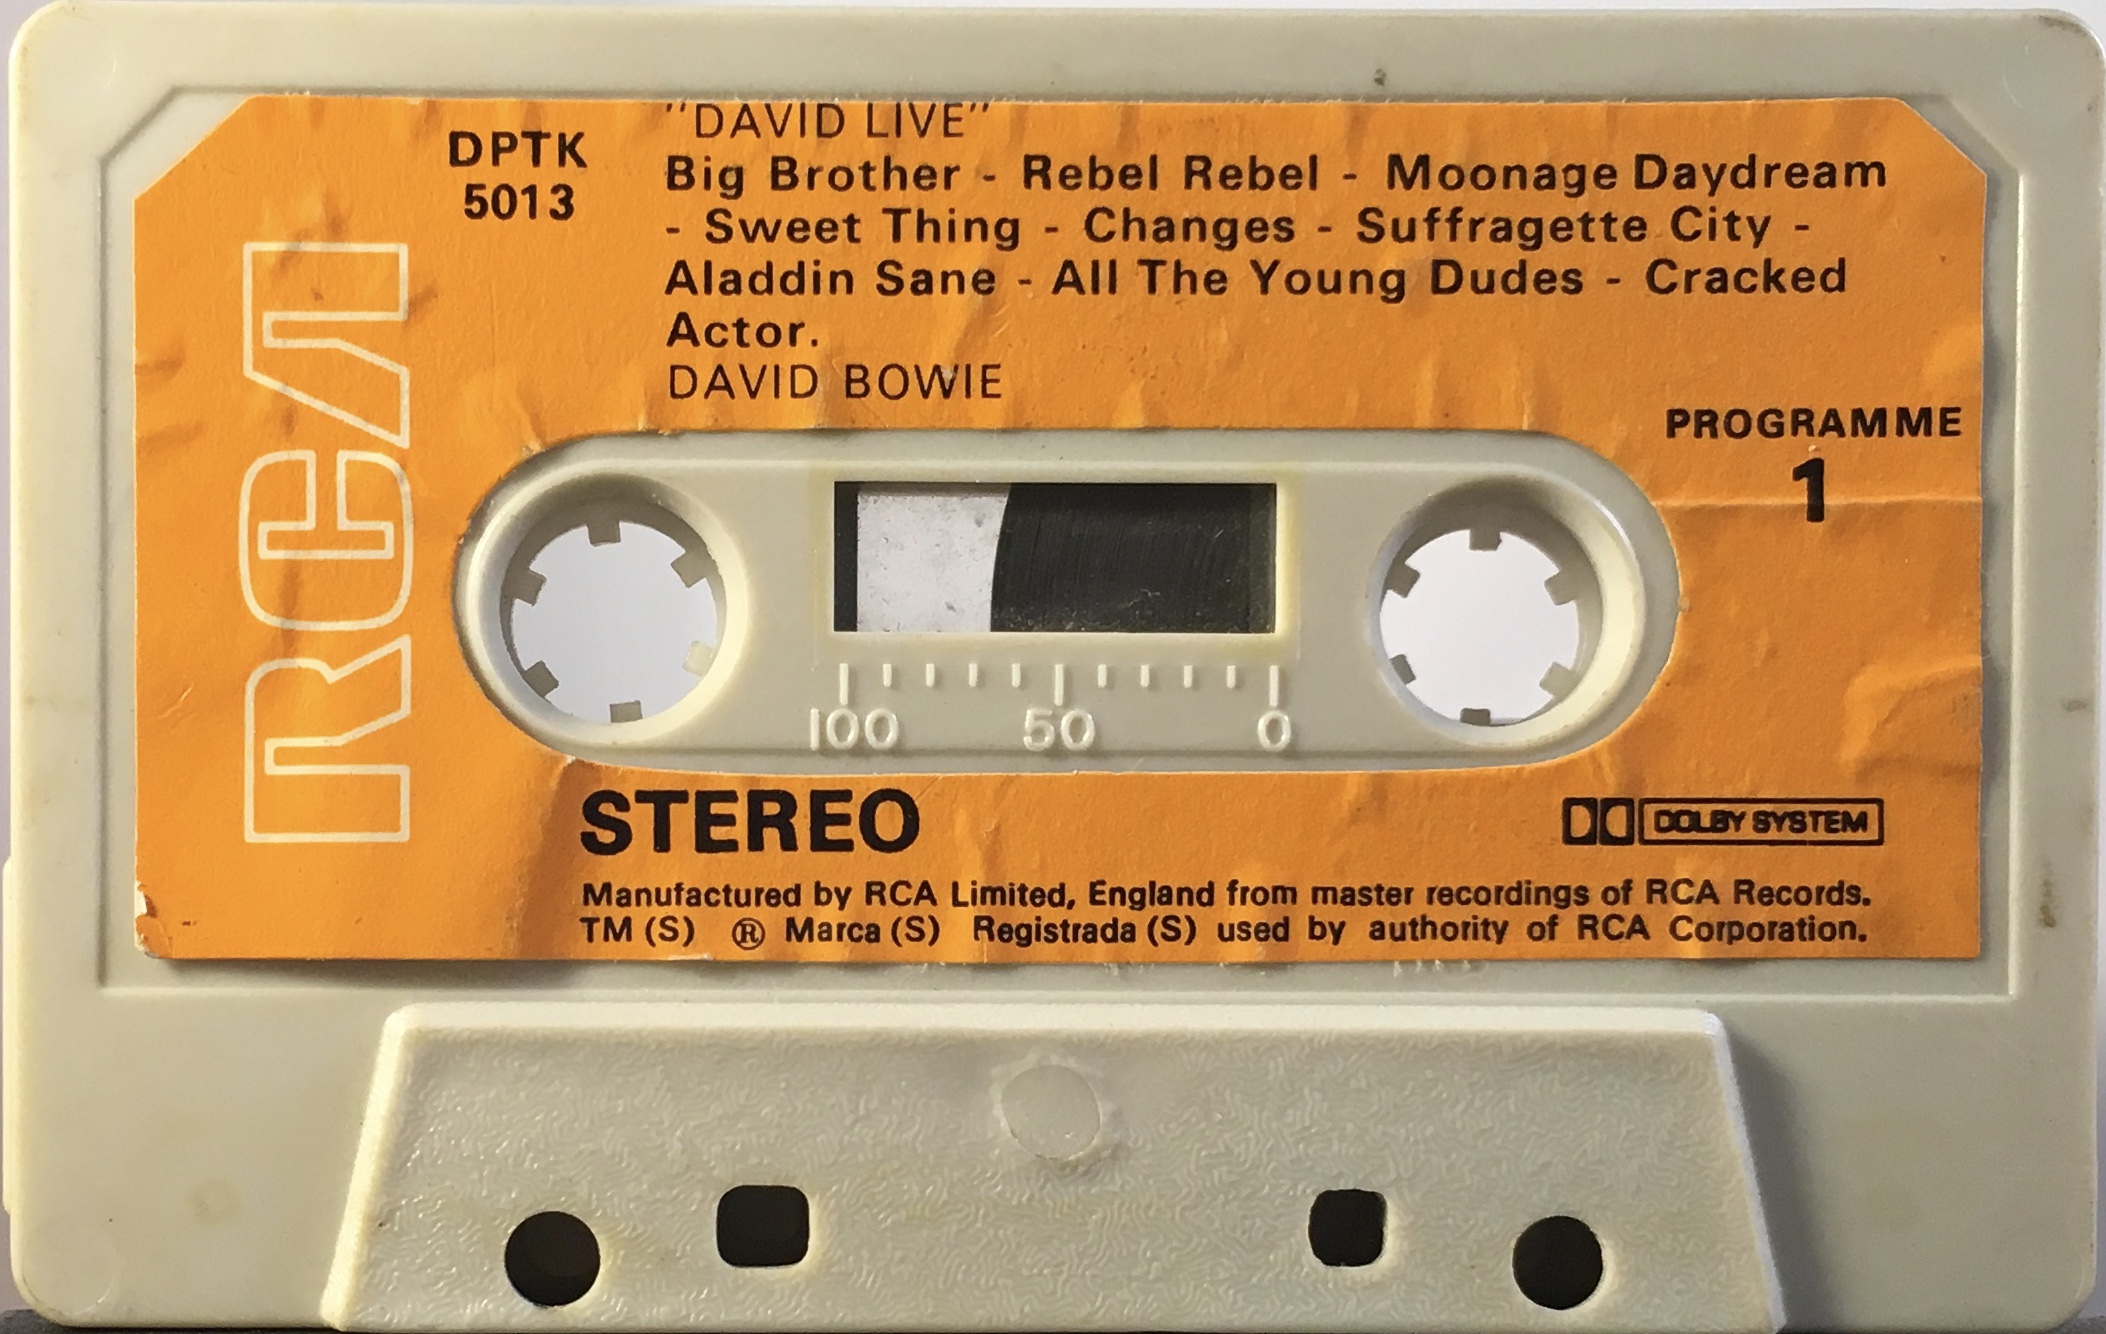 RCA
DPTK
5013
"DAVID LIVE"
Big Brother - Rebel Rebel - Moonage Daydream
- Sweet Thing - Changes - Suffragette City -
Aladdin Sane - All The Young Dudes - Cracked
Actor.
DAVID BOWIE
PROGRAMME
1
100 50 0
STEREO
DOLBY SYSTEM
Manufactured by RCA Limited, England from master recordings of RCA Records.
TM (S) ® Marca (S) Registrada (S) used by authority of RCA Corporation.